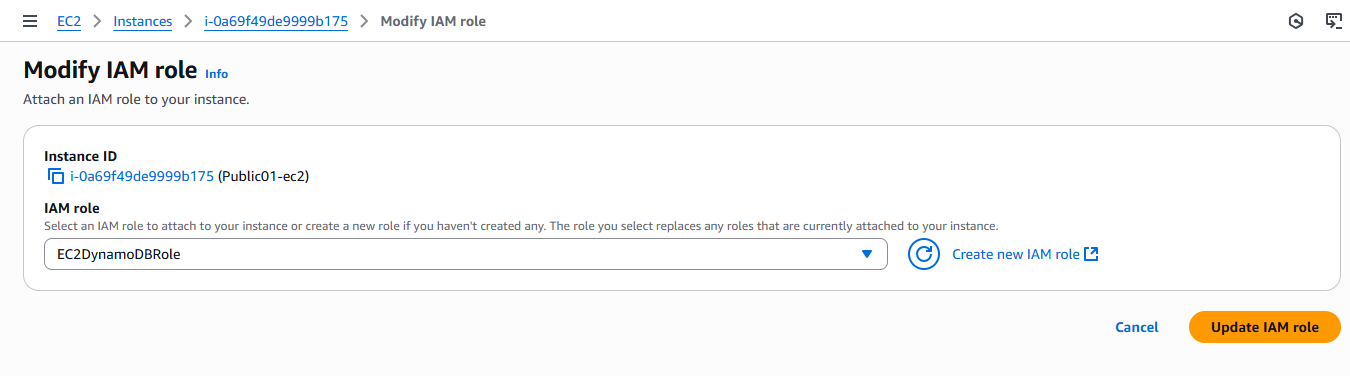 EC2 > Instances > i-0a69f49de9999b175 > Modify IAM role
Modify IAM role Info
Attach an IAM role to your instance.
Instance ID
i-0a69f49de9999b175 (Public01-ec2)
IAM role
Select an IAM role to attach to your instance or create a new role if you haven't created any. The role you select replaces any roles that are currently attached to your instance.
EC2DynamoDBRole
Create new IAM role
Cancel
Update IAM role